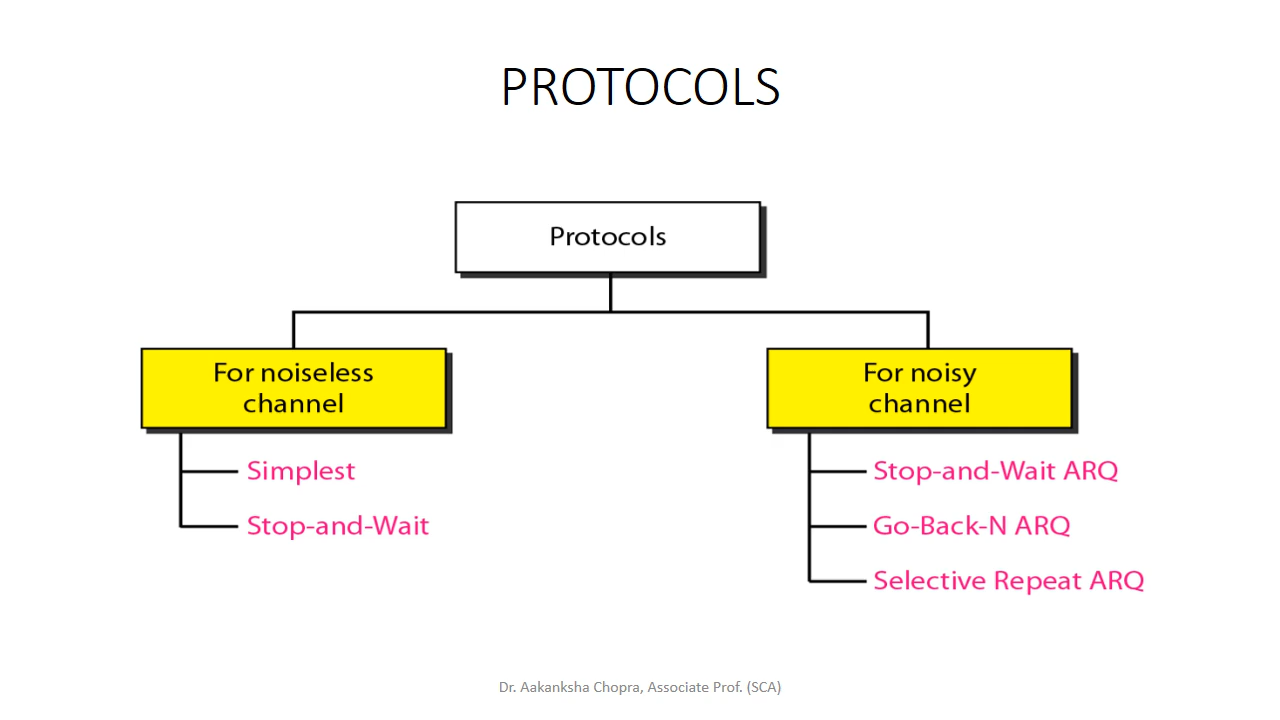 PROTOCOLS
Protocols
For noiseless
channel
Simplest
Stop-and-Wait
For noisy
channel
Stop-and-Wait ARQ
Go-Back-N ARQ
Selective Repeat ARQ
Dr. Aakanksha Chopra, Associate Prof. (SCA)